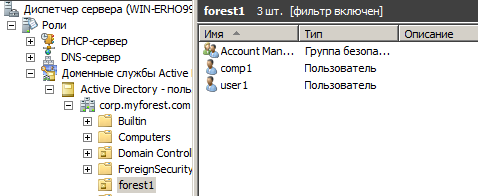 Диспетчер сервера (WIN-ERHO99
Роли
DHCP-сервер
DNS-сервер
Доменные службы Active
Active Directory - поль
corp.myforest.com
Builtin
Computers
Domain Control
ForeignSecurity
forest1
forest1 3 шт. [фильтр включен]
Имя Тип Описание
Account Man... Группа безопа...
comp1 Пользователь
user1 Пользователь